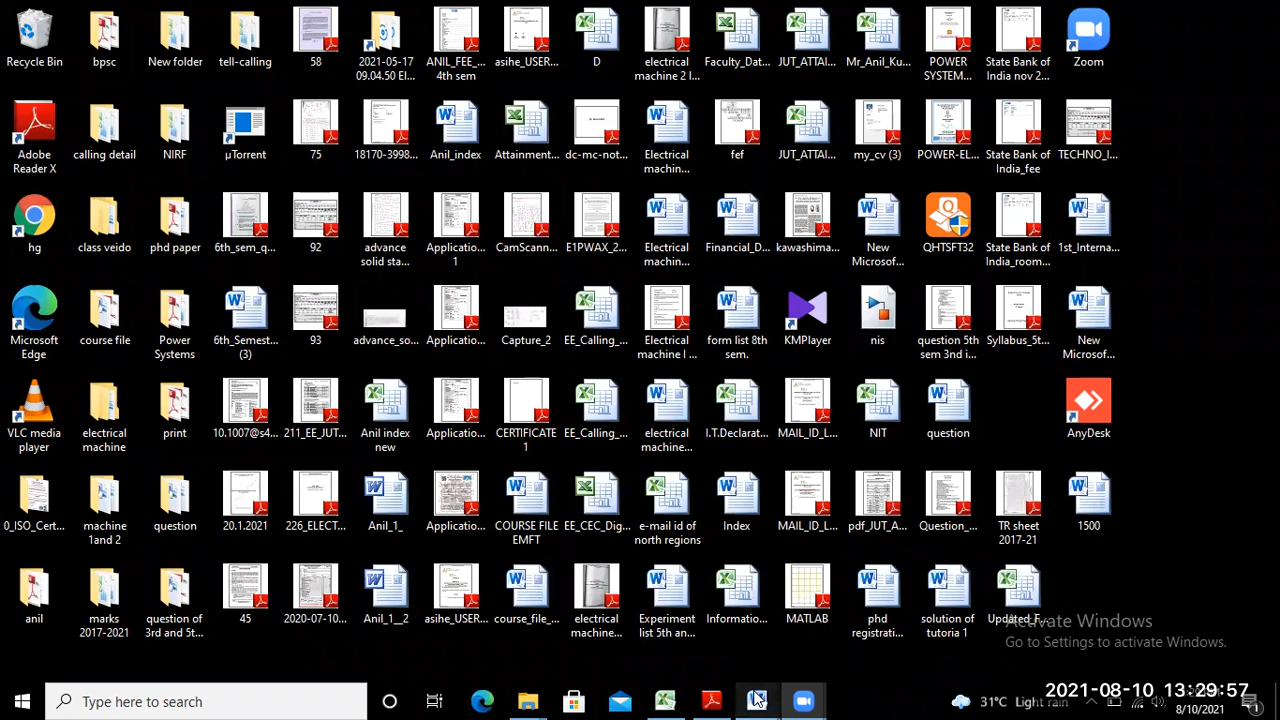 Recycle Bin
bpsc
New folder
tell-calling
58
2021-05-17
09.04.50 El...
ANIL_FEE_...
4th sem
asihe_USER...
D
electrical
machine 2 l...
Faculty_Dat...
JUT_ATTAI...
Mr_Anil_Ku...
POWER
SYSTEM...
State Bank of
India nov 2...
Zoom
Adobe
Reader X
calling detail
NIRF
µTorrent
75
18170-3998...
Anil_index
Attainment...
dc-mc-not...
Electrical
machine...
fef
JUT_ATTAI...
my_cv (3)
POWER-EL...
State Bank of
India_fee
TECHNO_I...
hg
class veido
phd paper
6th_sem_q...
92
advance
solid sta...
Application
1
CamScann...
E1PWAX_2...
Electrical
machin...
Financial_D...
kawashima...
New
Microsof...
QHTSFT32
State Bank of
India_room...
1st_Interna...
Microsoft
Edge
course file
Power
Systems
6th_Semest...
(3)
93
advance_so...
Applicatio...
Capture_2
EE_Calling_...
Electrical
machine l ...
form list 8th
sem.
KMPlayer
nis
question 5th
sem 3nd i...
Syllabus_5t...
New
Microsof...
VLC media
player
electrical
machine
print
10.1007@s4...
211_EE_JUT...
Anil index
new
Applicatio...
CERTIFICATE
1
EE_Calling_...
electrical
machine...
I.T.Declarat...
MAIL_ID_L...
NIT
question
AnyDesk
0_ISO_Cert...
machine
1and 2
question
20.1.2021
226_ELECT...
Anil_1_
Applicatio...
COURSE FILE
EMFT
EE_CEC_Dig...
e-mail id of
north regions
Index
MAIL_ID_L...
pdf_JUT_A...
Question_...
TR sheet
2017-21
1500
anil
marks
2017-2021
question of
3rd and 5t...
45
2020-07-10...
Anil_1__2
asihe_USER...
course_file_...
electrical
machine...
Experiment
list 5th an...
Informatio...
MATLAB
phd
registrati...
solution of
tutoria 1
Updated_F...
Activate Windows
Go to Settings to activate Windows.
Type here to search
31°C Light rain
2021-08-10 13:29:57
8/10/2021